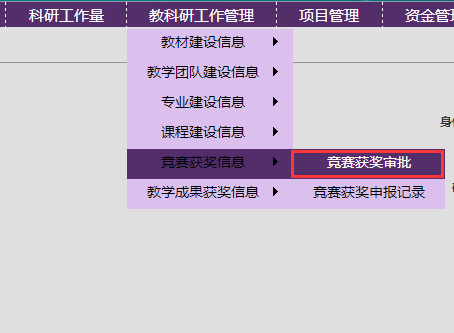 科研工作量 教科研工作管理 项目管理 资金管理
教材建设信息
身份
教学团队建设信息
专业建设信息
课程建设信息
竞赛获奖信息 竞赛获奖审批
教学成果获奖信息 竞赛获奖申报记录